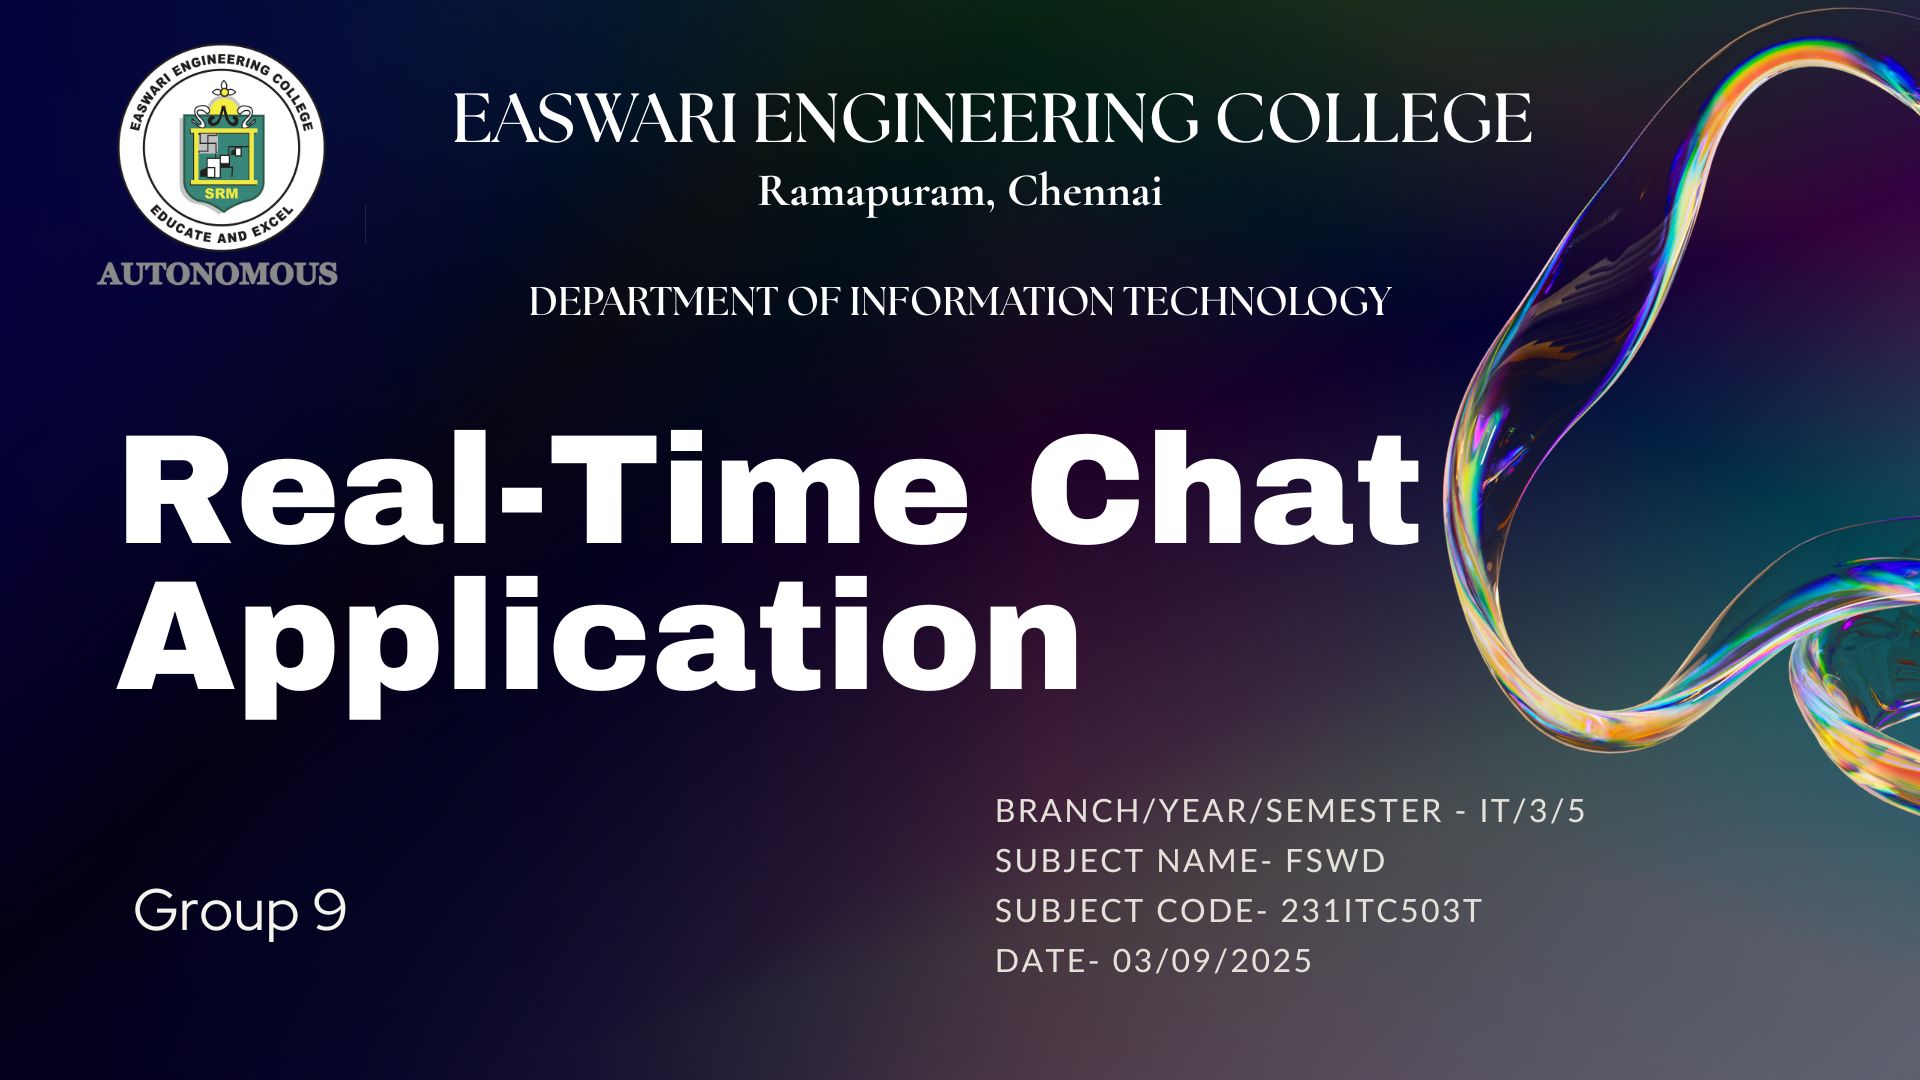 EASWARI ENGINEERING COLLEGE
SRM
EDUCATE AND EXCEL
AUTONOMOUS
EASWARI ENGINEERING COLLEGE
Ramapuram, Chennai
DEPARTMENT OF INFORMATION TECHNOLOGY
Real-Time Chat
Application
Group 9
BRANCH/YEAR/SEMESTER - IT/3/5
SUBJECT NAME- FSWD
SUBJECT CODE- 231ITC503T
DATE- 03/09/2025